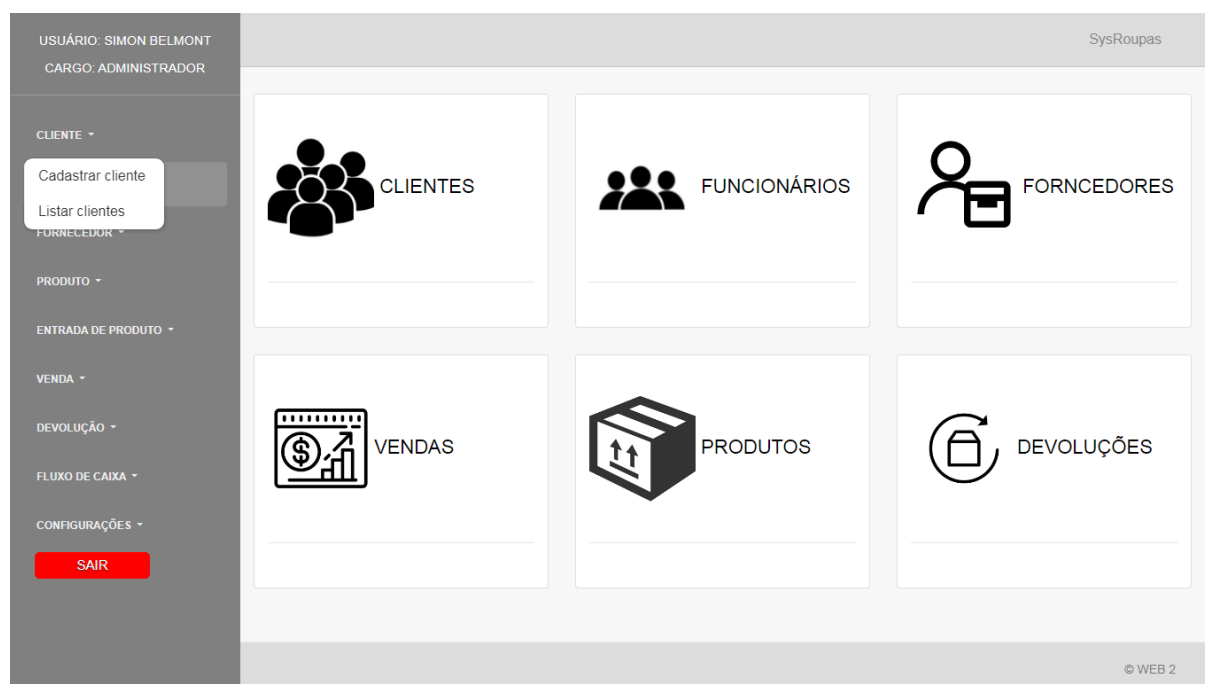 USUÁRIO: SIMON BELMONT
CARGO: ADMINISTRADOR
SysRoupas
CLIENTE
Cadastrar cliente
Listar clientes
FORNECEDOR
PRODUTO
ENTRADA DE PRODUTO
VENDA
DEVOLUÇÃO
FLUXO DE CAIXA
CONFIGURAÇÕES
SAIR
CLIENTES
FUNCIONÁRIOS
FORNCEDORES
VENDAS
PRODUTOS
DEVOLUÇÕES
© WEB 2